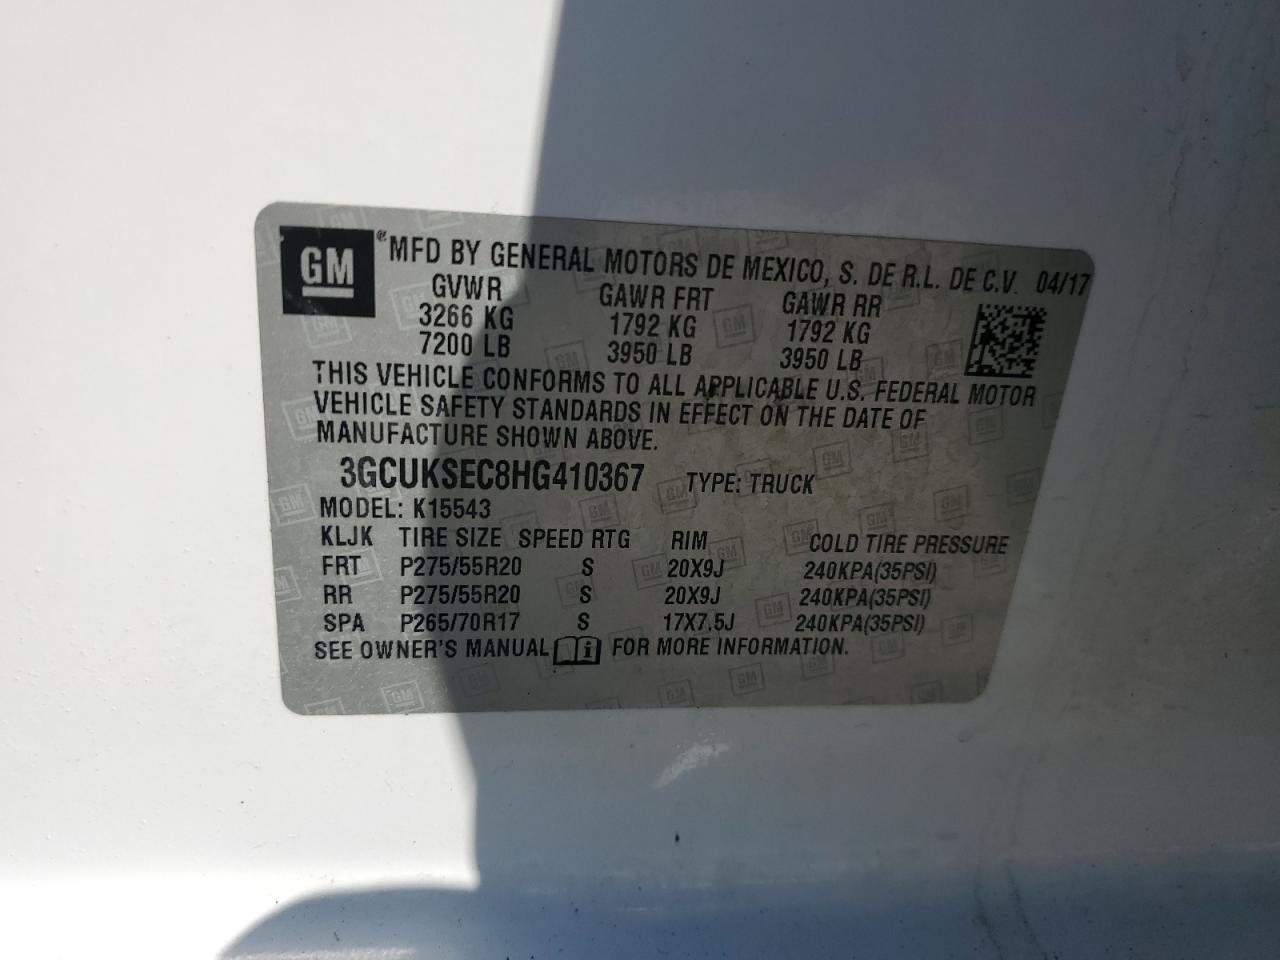 GM
MFD BY GENERAL MOTORS DE MEXICO, S. DE R.L. DE C.V. 04/17
GVWR GAWR FRT GAWR RR
3266 KG 1792 KG 1792 KG
7200 LB 3950 LB 3950 LB
THIS VEHICLE CONFORMS TO ALL APPLICABLE U.S. FEDERAL MOTOR
VEHICLE SAFETY STANDARDS IN EFFECT ON THE DATE OF
MANUFACTURE SHOWN ABOVE.
3GCUKSEC8HG410367 TYPE: TRUCK
MODEL: K15543
KLJK TIRE SIZE SPEED RTG RIM COLD TIRE PRESSURE
FRT P275/55R20 S 20X9J 240KPA(35PSI)
RR P275/55R20 S 20X9J 240KPA(35PSI)
SPA P265/70R17 S 17X7.5J 240KPA(35PSI)
SEE OWNER'S MANUAL i FOR MORE INFORMATION.